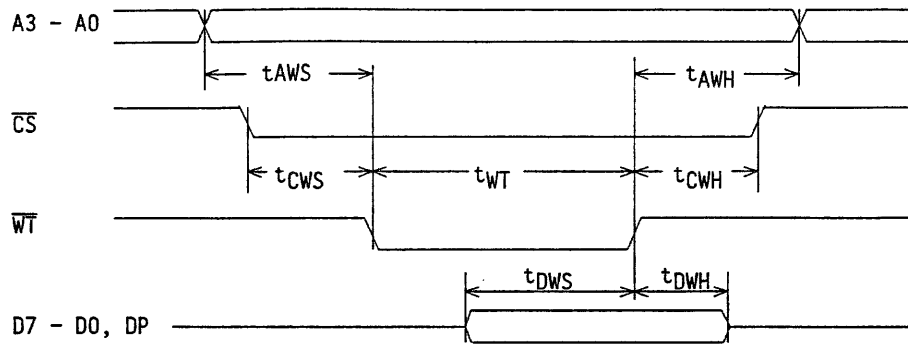 A3 - A0
tAWS
tAWH
CS
tCWS
tWT
tCWH
WT
tDWS
tDWH
D7 - D0, DP